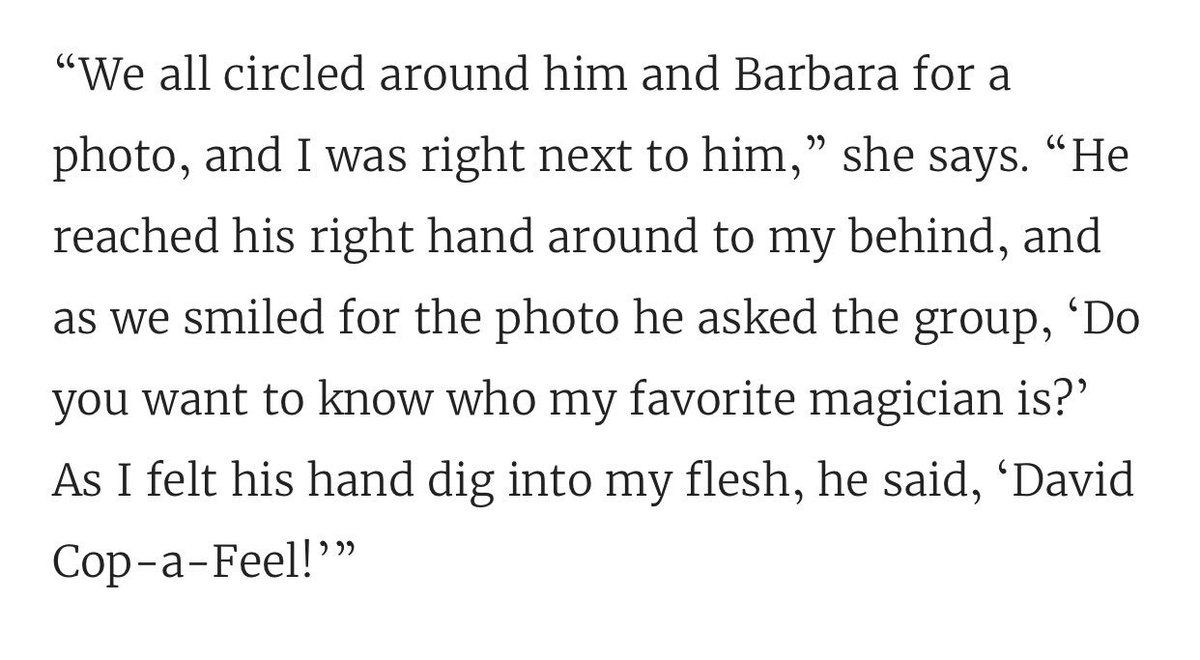 “We all circled around him and Barbara for a
photo, and I was right next to him,” she says. “He
reached his right hand around to my behind, and
as we smiled for the photo he asked the group, ‘Do
you want to know who my favorite magician is?’
As I felt his hand dig into my flesh, he said, ‘David
Cop-a-Feel!’”